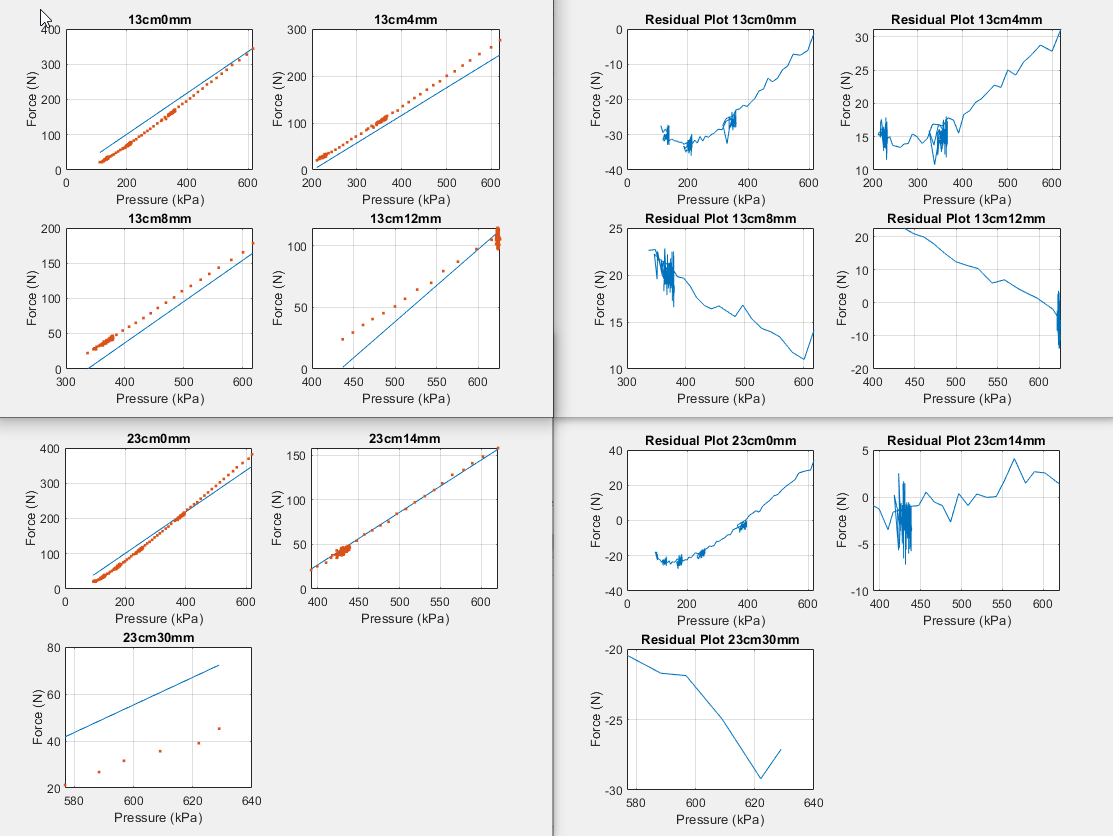 13cm0mm
400
300
200
100
0
Force (N)
0 200 400 600
Pressure (kPa)
13cm4mm
300
200
100
0
Force (N)
200 300 400 500 600
Pressure (kPa)
13cm8mm
200
150
100
50
0
Force (N)
300 400 500 600
Pressure (kPa)
13cm12mm
100
50
0
Force (N)
400 450 500 550 600
Pressure (kPa)
Residual Plot 13cm0mm
0
-10
-20
-30
-40
Force (N)
0 200 400 600
Pressure (kPa)
Residual Plot 13cm4mm
30
25
20
15
10
Force (N)
200 300 400 500 600
Pressure (kPa)
Residual Plot 13cm8mm
25
20
15
10
Force (N)
300 400 500 600
Pressure (kPa)
Residual Plot 13cm12mm
20
10
0
-10
-20
Force (N)
400 450 500 550 600
Pressure (kPa)
23cm0mm
400
300
200
100
0
Force (N)
0 200 400 600
Pressure (kPa)
23cm14mm
150
100
50
0
Force (N)
400 450 500 550 600
Pressure (kPa)
23cm30mm
80
60
40
20
Force (N)
580 600 620 640
Pressure (kPa)
Residual Plot 23cm0mm
40
20
0
-20
-40
Force (N)
0 200 400 600
Pressure (kPa)
Residual Plot 23cm14mm
5
0
-5
-10
Force (N)
400 450 500 550 600
Pressure (kPa)
Residual Plot 23cm30mm
-20
-25
-30
Force (N)
580 600 620 640
Pressure (kPa)